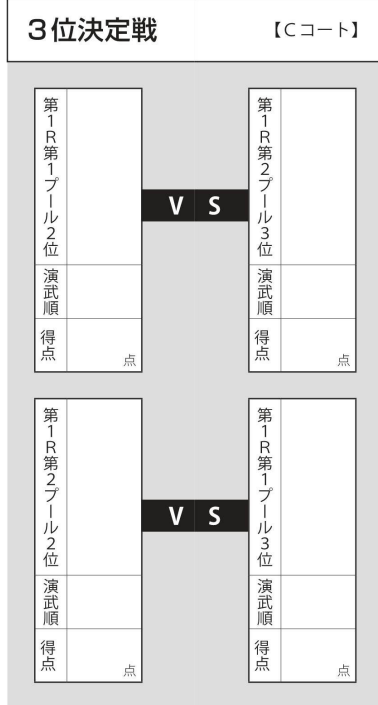 3位決定戦
【Cコート】
第1R第1プール2位
演武順
得点
点
VS
第1R第2プール3位
演武順
得点
点
第1R第2プール2位
演武順
得点
点
VS
第1R第1プール3位
演武順
得点
点